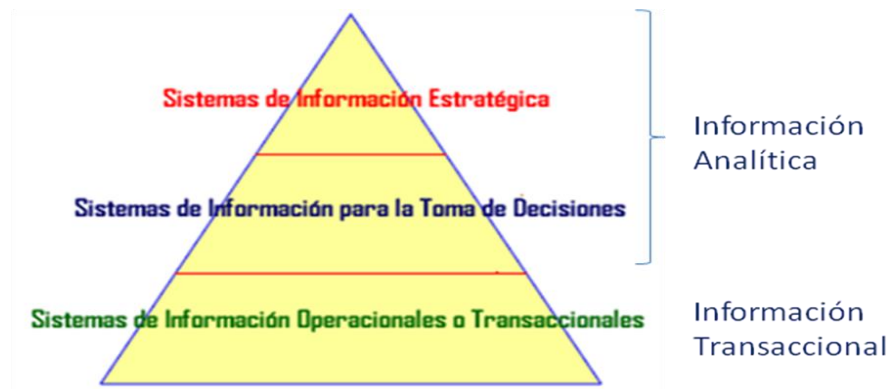 Sistemas de Información Estratégica
Información
Analítica
Sistemas de Información para la Toma de Decisiones
Sistemas de Información Operacionales o Transaccionales
Información
Transaccional